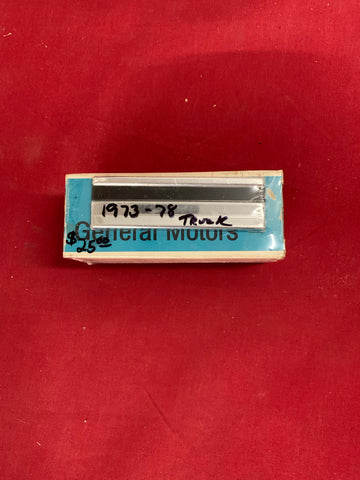 1973-78
TRUCK
General Motors
$25.00